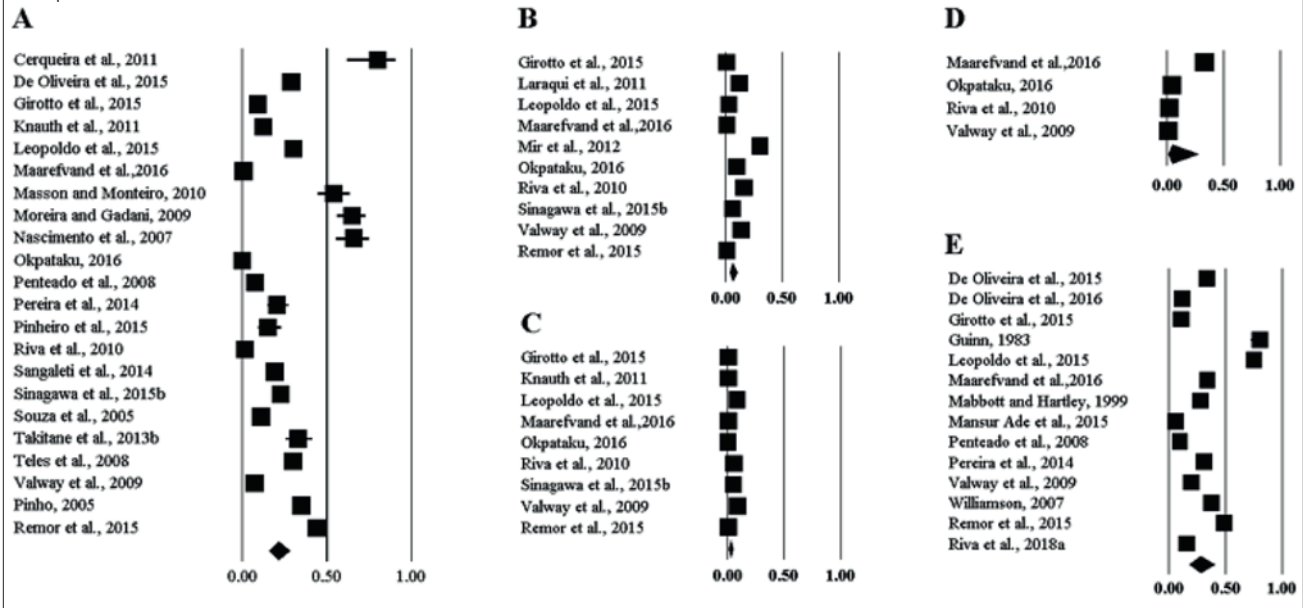 A
Cerqueira et al., 2011
De Oliveira et al., 2015
Girotto et al., 2015
Knauth et al., 2011
Leopoldo et al., 2015
Maarefvand et al.,2016
Masson and Monteiro, 2010
Moreira and Gadani, 2009
Nascimento et al., 2007
Okpataku, 2016
Penteado et al., 2008
Pereira et al., 2014
Pinheiro et al., 2015
Riva et al., 2010
Sangaleti et al., 2014
Sinagawa et al., 2015b
Souza et al., 2005
Takitane et al., 2013b
Teles et al., 2008
Valway et al., 2009
Pinho, 2005
Remor et al., 2015
0.00 0.50 1.00
B
Girotto et al., 2015
Laraqui et al., 2011
Leopoldo et al., 2015
Maarefvand et al.,2016
Mir et al., 2012
Okpataku, 2016
Riva et al., 2010
Sinagawa et al., 2015b
Valway et al., 2009
Remor et al., 2015
0.00 0.50 1.00
C
Girotto et al., 2015
Knauth et al., 2011
Leopoldo et al., 2015
Maarefvand et al.,2016
Okpataku, 2016
Riva et al., 2010
Sinagawa et al., 2015b
Valway et al., 2009
Remor et al., 2015
0.00 0.50 1.00
D
Maarefvand et al.,2016
Okpataku, 2016
Riva et al., 2010
Valway et al., 2009
0.00 0.50 1.00
E
De Oliveira et al., 2015
De Oliveira et al., 2016
Girotto et al., 2015
Guinn, 1983
Leopoldo et al., 2015
Maarefvand et al.,2016
Mabbott and Hartley, 1999
Mansur Ade et al., 2015
Penteado et al., 2008
Pereira et al., 2014
Valway et al., 2009
Williamson, 2007
Remor et al., 2015
Riva et al., 2018a
0.00 0.50 1.00